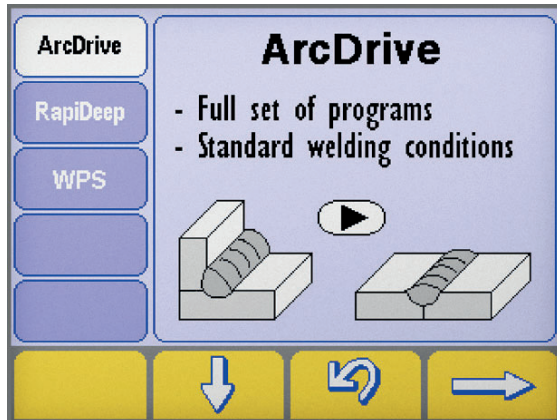 ArcDrive
RapiDeep
WPS
ArcDrive
- Full set of programs
- Standard welding conditions